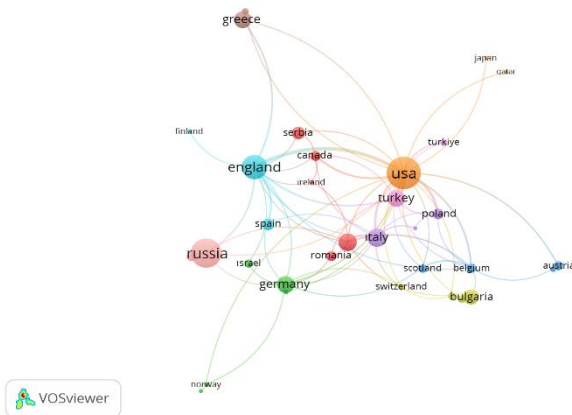 greece
japan
qatar
finland
serbia
turkiye
canada
england
usa
ireland
turkey
poland
spain
italy
russia
romania
israel
scotland
belgium
austria
germany
switzerland
bulgaria
norway
VOSviewer